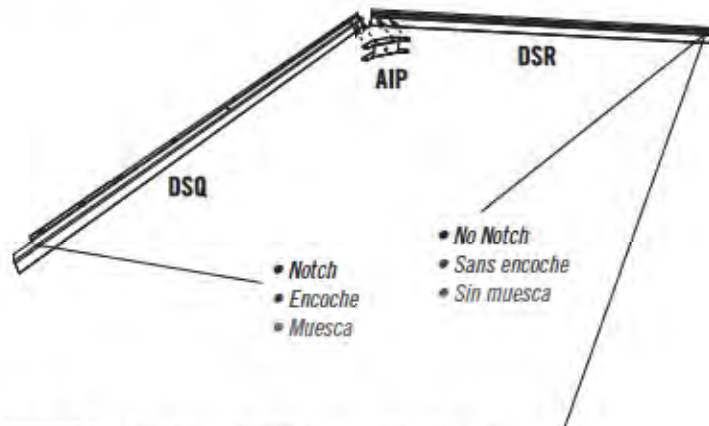 AIP
DSR
DSQ
• Notch
• Encoche
• Muesca
• No Notch
• Sans encoche
• Sin muesca